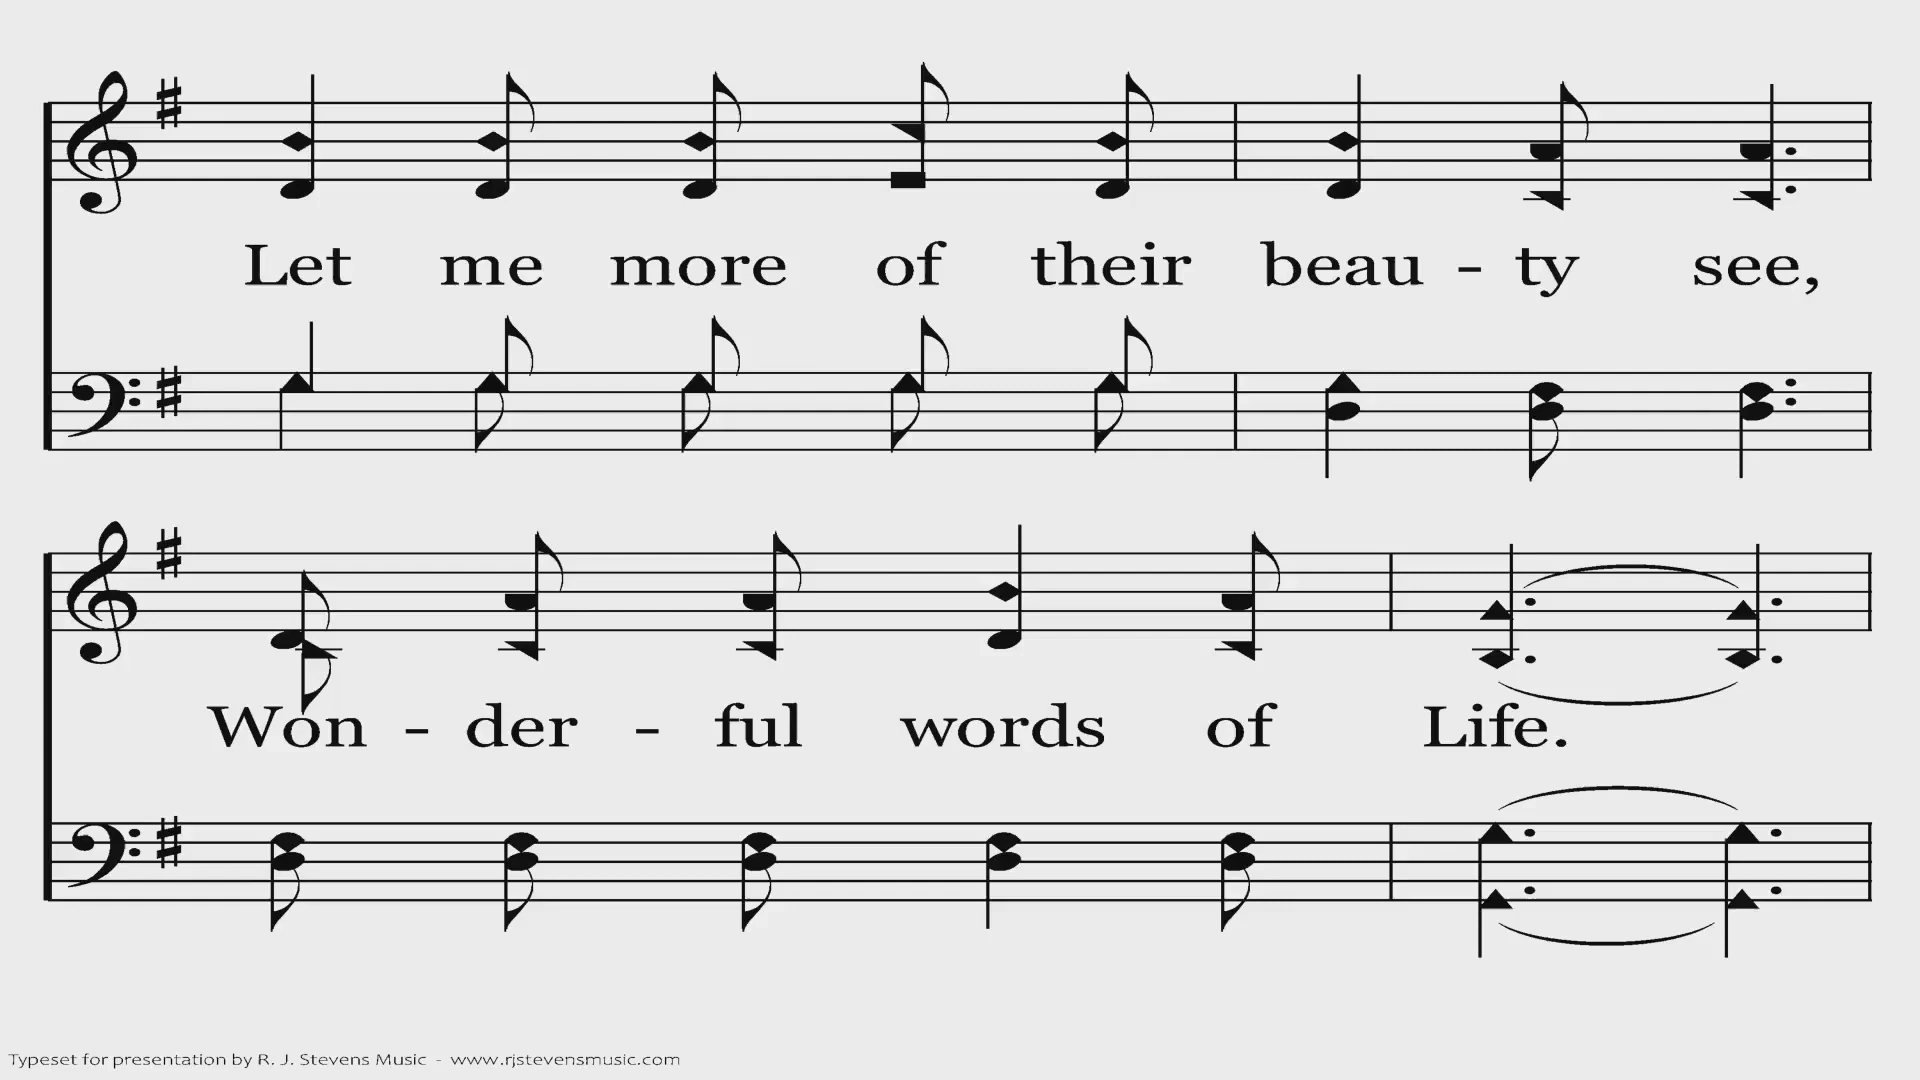 Let me more of their beau - ty see,
Won - der - ful words of Life.
Typeset for presentation by R. J. Stevens Music - www.rjstevensmusic.com